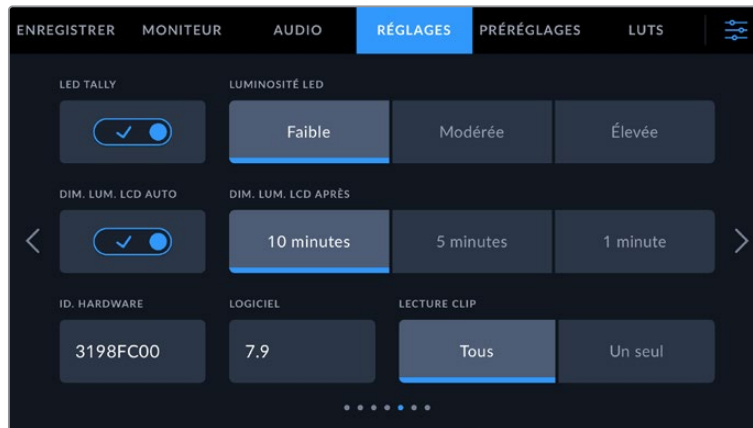 ENREGISTRER MONITEUR AUDIO RÉGLAGES PRÉRÉGLAGES LUTS
LED TALLY LUMINOSITÉ LED
Faible Modérée Élevée
DIM. LUM. LCD AUTO DIM. LUM. LCD APRÈS
10 minutes 5 minutes 1 minute
ID. HARDWARE LOGICIEL LECTURE CLIP
3198FC00 7.9 Tous Un seul